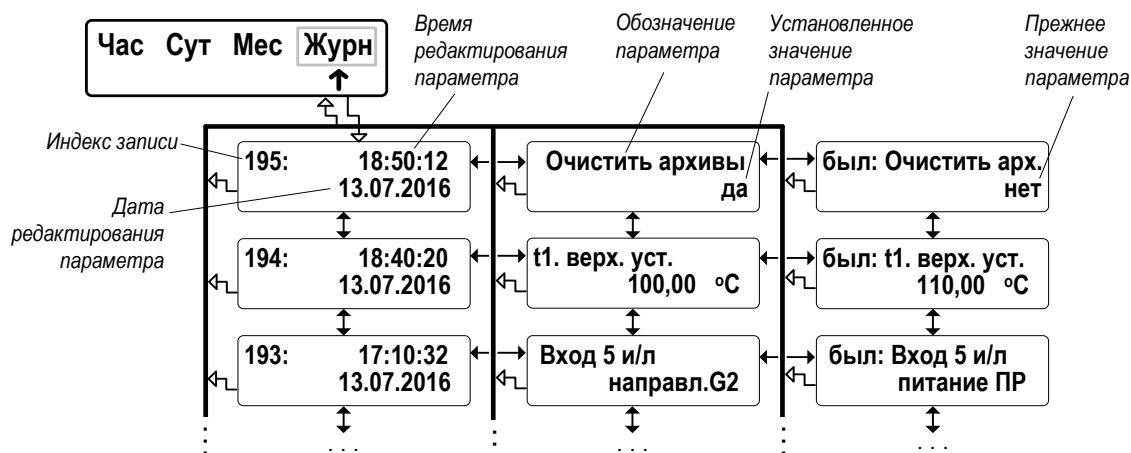 Час Сут Мес Журн
Время
редактирования
параметра
Обозначение
параметра
Установленное
значение
параметра
Прежнее
значение
параметра
Индекс записи
195: 18:50:12
13.07.2016
Очистить архивы
да
был: Очистить арх.
нет
Дата
редактирования
параметра
194: 18:40:20
13.07.2016
t1. верх. уст.
100,00 ºС
был: t1. верх. уст.
110,00 ºС
193: 17:10:32
13.07.2016
Вход 5 и/л
направл.G2
был: Вход 5 и/л
питание ПР
. . .
. . .
. . .